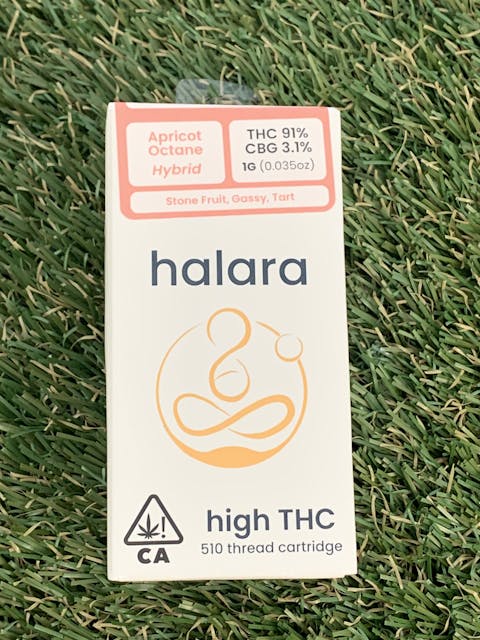 Apricot
Octane
Hybrid
THC 91%
CBG 3.1%
1G (0.035oz)
Stone Fruit, Gassy, Tart
halara
!
CA
high THC
510 thread cartridge